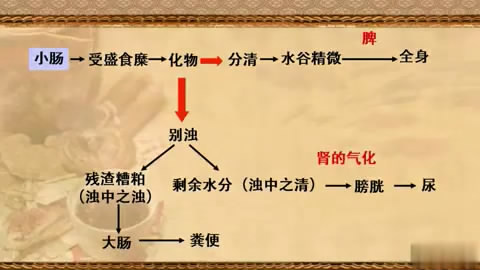 脾
小肠 受盛食糜 化物 分清 水谷精微 全身
别浊
肾的气化
残渣糟粕
(浊中之浊)
剩余水分(浊中之清) 膀胱 尿
大肠 粪便